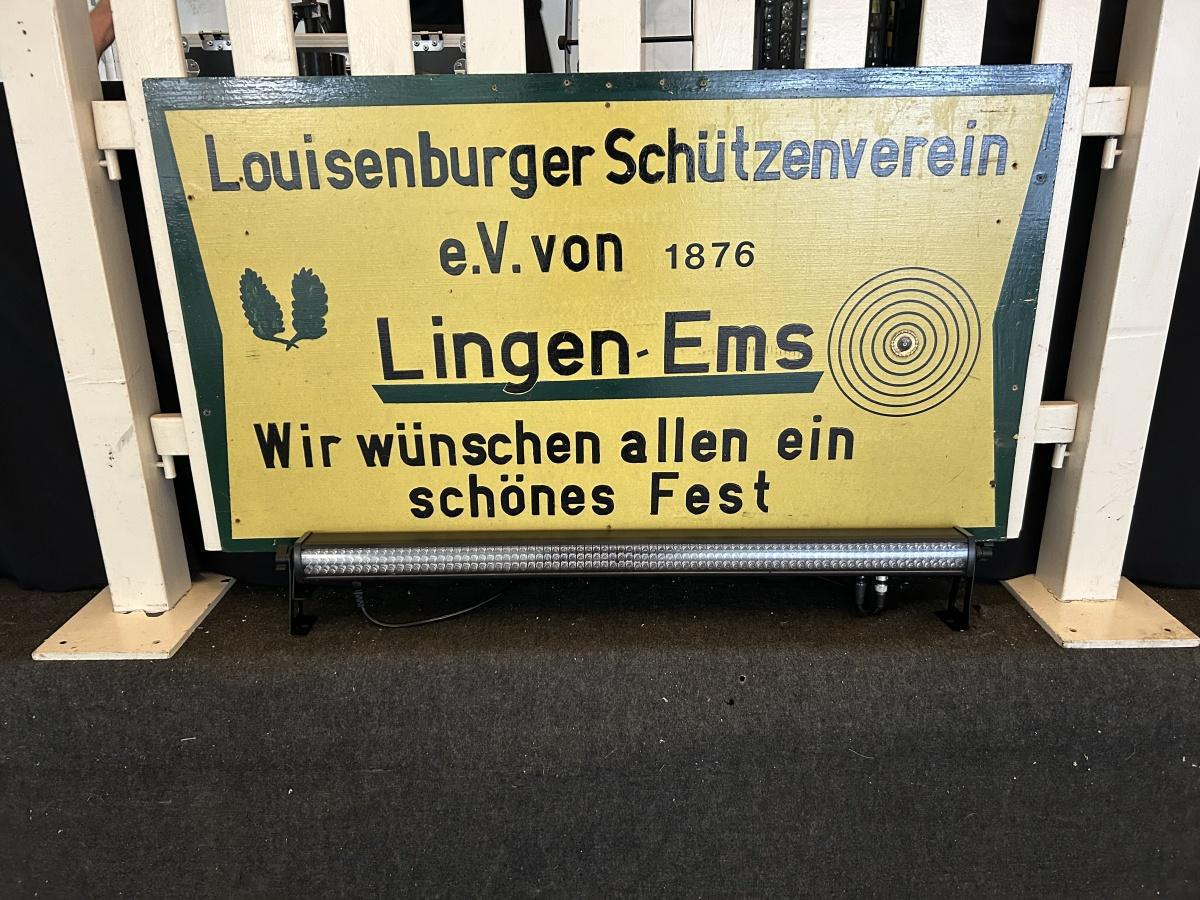 Louisenburger Schützenverein
e.V. von 1876
Lingen-Ems
Wir wünschen allen ein
schönes Fest